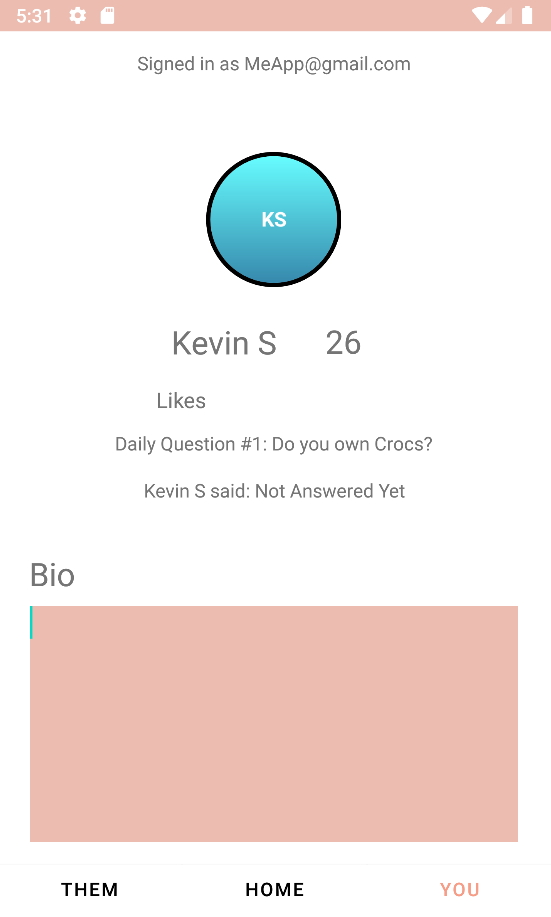 5:31
Signed in as MeApp@gmail.com
KS
Kevin S 26
Likes
Daily Question #1: Do you own Crocs?
Kevin S said: Not Answered Yet
Bio
THEM HOME YOU